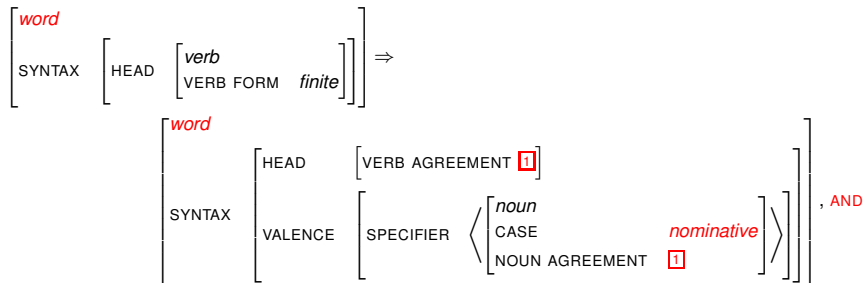 word
SYNTAX HEAD verb
VERB FORM finite ⇒
word
HEAD VERB AGREEMENT 1
SYNTAX VALENCE SPECIFIER ⟨ noun
CASE nominative
NOUN AGREEMENT 1 ⟩ , AND